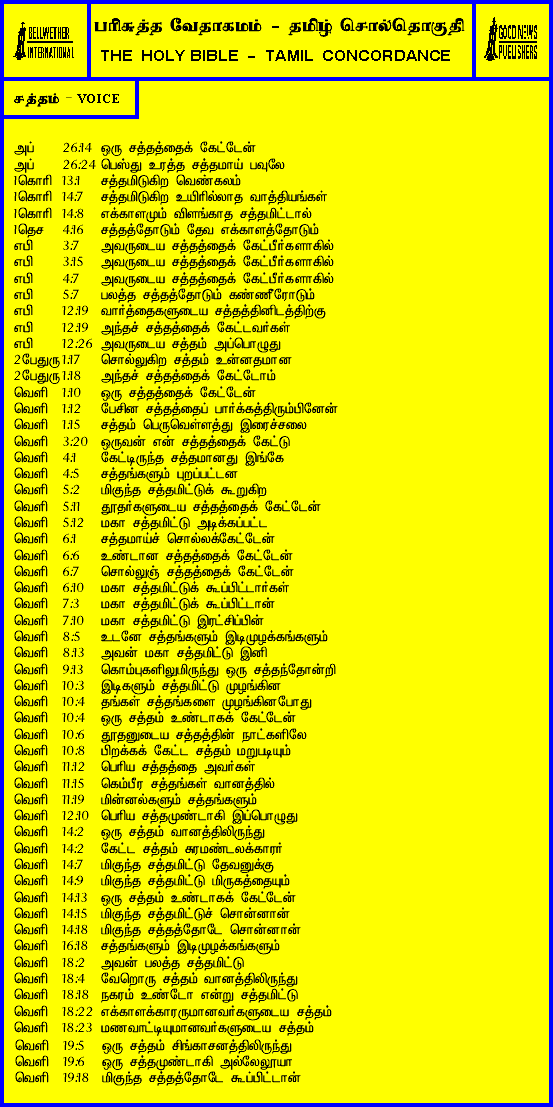 BELLWETHER
INTERNATIONAL
பரிசுத்த வேதாகமம் - தமிழ் சொல்தொகுதி
THE HOLY BIBLE - TAMIL CONCORDANCE
GOOD NEWS
PUBLISHERS
சத்தம் - VOICE
அப் 26:14 ஒரு சத்தத்தைக் கேட்டேன்
அப் 26:24 பெஸ்து உரத்த சத்தமாய் பவுலே
1கொரி 13:1 சத்தமிடுகிற வெண்கலம்
1கொரி 14:7 சத்தமிடுகிற உயிரில்லாத வாத்தியங்கள்
1கொரி 14:8 எக்காளமும் விளங்காத சத்தமிட்டால்
1தெச 4:16 சத்தத்தோடும் தேவ எக்காளத்தோடும்
எபி 3:7 அவருடைய சத்தத்தைக் கேட்பீர்களாகில்
எபி 3:15 அவருடைய சத்தத்தைக் கேட்பீர்களாகில்
எபி 4:7 அவருடைய சத்தத்தைக் கேட்பீர்களாகில்
எபி 5:7 பலத்த சத்தத்தோடும் கண்ணீரோடும்
எபி 12:19 வார்த்தைகளுடைய சத்தத்தினிடத்திற்கு
எபி 12:19 அந்தச் சத்தத்தைக் கேட்டவர்கள்
எபி 12:26 அவருடைய சத்தம் அப்பொழுது
2பேதுரு 1:17 சொல்லுகிற சத்தம் உன்னதமான
2பேதுரு 1:18 அந்தச் சத்தத்தைக் கேட்டோம்
வெளி 1:10 ஒரு சத்தத்தைக் கேட்டேன்
வெளி 1:12 பேசின சத்தத்தைப் பார்க்கத்திரும்பினேன்
வெளி 1:15 சத்தம் பெருவெள்ளத்து இரைச்சலை
வெளி 3:20 ஒருவன் என் சத்தத்தைக் கேட்டு
வெளி 4:1 கேட்டிருந்த சத்தமானது இங்கே
வெளி 4:5 சத்தங்களும் புறப்பட்டன
வெளி 5:2 மிகுந்த சத்தமிட்டுக் கூறுகிற
வெளி 5:11 தூதர்களுடைய சத்தத்தைக் கேட்டேன்
வெளி 5:12 மகா சத்தமிட்டு அடிக்கப்பட்ட
வெளி 6:1 சத்தமாய்ச் சொல்லக்கேட்டேன்
வெளி 6:6 உண்டான சத்தத்தைக் கேட்டேன்
வெளி 6:7 சொல்லுஞ் சத்தத்தைக் கேட்டேன்
வெளி 6:10 மகா சத்தமிட்டுக் கூப்பிட்டார்கள்
வெளி 7:3 மகா சத்தமிட்டுக் கூப்பிட்டான்
வெளி 7:10 மகா சத்தமிட்டு இரட்சிப்பின்
வெளி 8:5 உடனே சத்தங்களும் இடிமுழக்கங்களும்
வெளி 8:13 அவன் மகா சத்தமிட்டு இனி
வெளி 9:13 கொம்புகளிலுமிருந்து ஒரு சத்தந்தோன்றி
வெளி 10:3 இடிகளும் சத்தமிட்டு முழங்கின
வெளி 10:4 தங்கள் சத்தங்களை முழங்கினபோது
வெளி 10:4 ஒரு சத்தம் உண்டாகக் கேட்டேன்
வெளி 10:6 தூதனுடைய சத்தத்தின் நாட்களிலே
வெளி 10:8 பிறக்கக் கேட்ட சத்தம் மறுபடியும்
வெளி 11:12 பெரிய சத்தத்தை அவர்கள்
வெளி 11:15 கெம்பீர சத்தங்கள் வானத்தில்
வெளி 11:19 மின்னல்களும் சத்தங்களும்
வெளி 12:10 பெரிய சத்தமுண்டாகி இப்பொழுது
வெளி 14:2 ஒரு சத்தம் வானத்திலிருந்து
வெளி 14:2 கேட்ட சத்தம் சுரமண்டலக்காரர்
வெளி 14:7 மிகுந்த சத்தமிட்டு தேவனுக்கு
வெளி 14:9 மிகுந்த சத்தமிட்டு மிருகத்தையும்
வெளி 14:13 ஒரு சத்தம் உண்டாகக் கேட்டேன்
வெளி 14:15 மிகுந்த சத்தமிட்டுச் சொன்னான்
வெளி 14:18 மிகுந்த சத்தத்தோடே சொன்னான்
வெளி 16:18 சத்தங்களும் இடிமுழக்கங்களும்
வெளி 18:2 அவன் பலத்த சத்தமிட்டு
வெளி 18:4 வேறொரு சத்தம் வானத்திலிருந்து
வெளி 18:18 நகரம் உண்டோ என்று சத்தமிட்டு
வெளி 18:22 எக்காளக்காரருமானவர்களுடைய சத்தம்
வெளி 18:23 மணவாட்டியுமானவர்களுடைய சத்தம்
வெளி 19:5 ஒரு சத்தம் சிங்காசனத்திலிருந்து
வெளி 19:6 ஒரு சத்தமுண்டாகி அல்லேலூயா
வெளி 19:18 மிகுந்த சத்தத்தோடே கூப்பிட்டான்